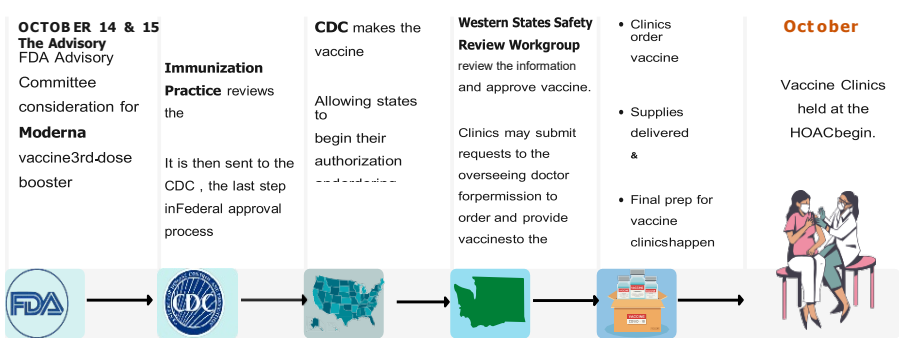 OCTOBER 14 & 15
The Advisory
FDA Advisory
Committee
consideration for
Moderna
vaccine3rd-dose
booster
Immunization
Practice reviews
the
It is then sent to the
CDC , the last step
inFederal approval
process
CDC makes the
vaccine
Allowing states
to
begin their
authorization
Western States Safety
Review Workgroup
review the information
and approve vaccine.
Clinics may submit
requests to the
overseeing doctor
forpermission to
order and provide
vaccinesto the
• Clinics
order
vaccine
• Supplies
delivered
&
• Final prep for
vaccine
clinicshappen
October
Vaccine Clinics
held at the
HOACbegin.
FDA
CDC
VACCINE